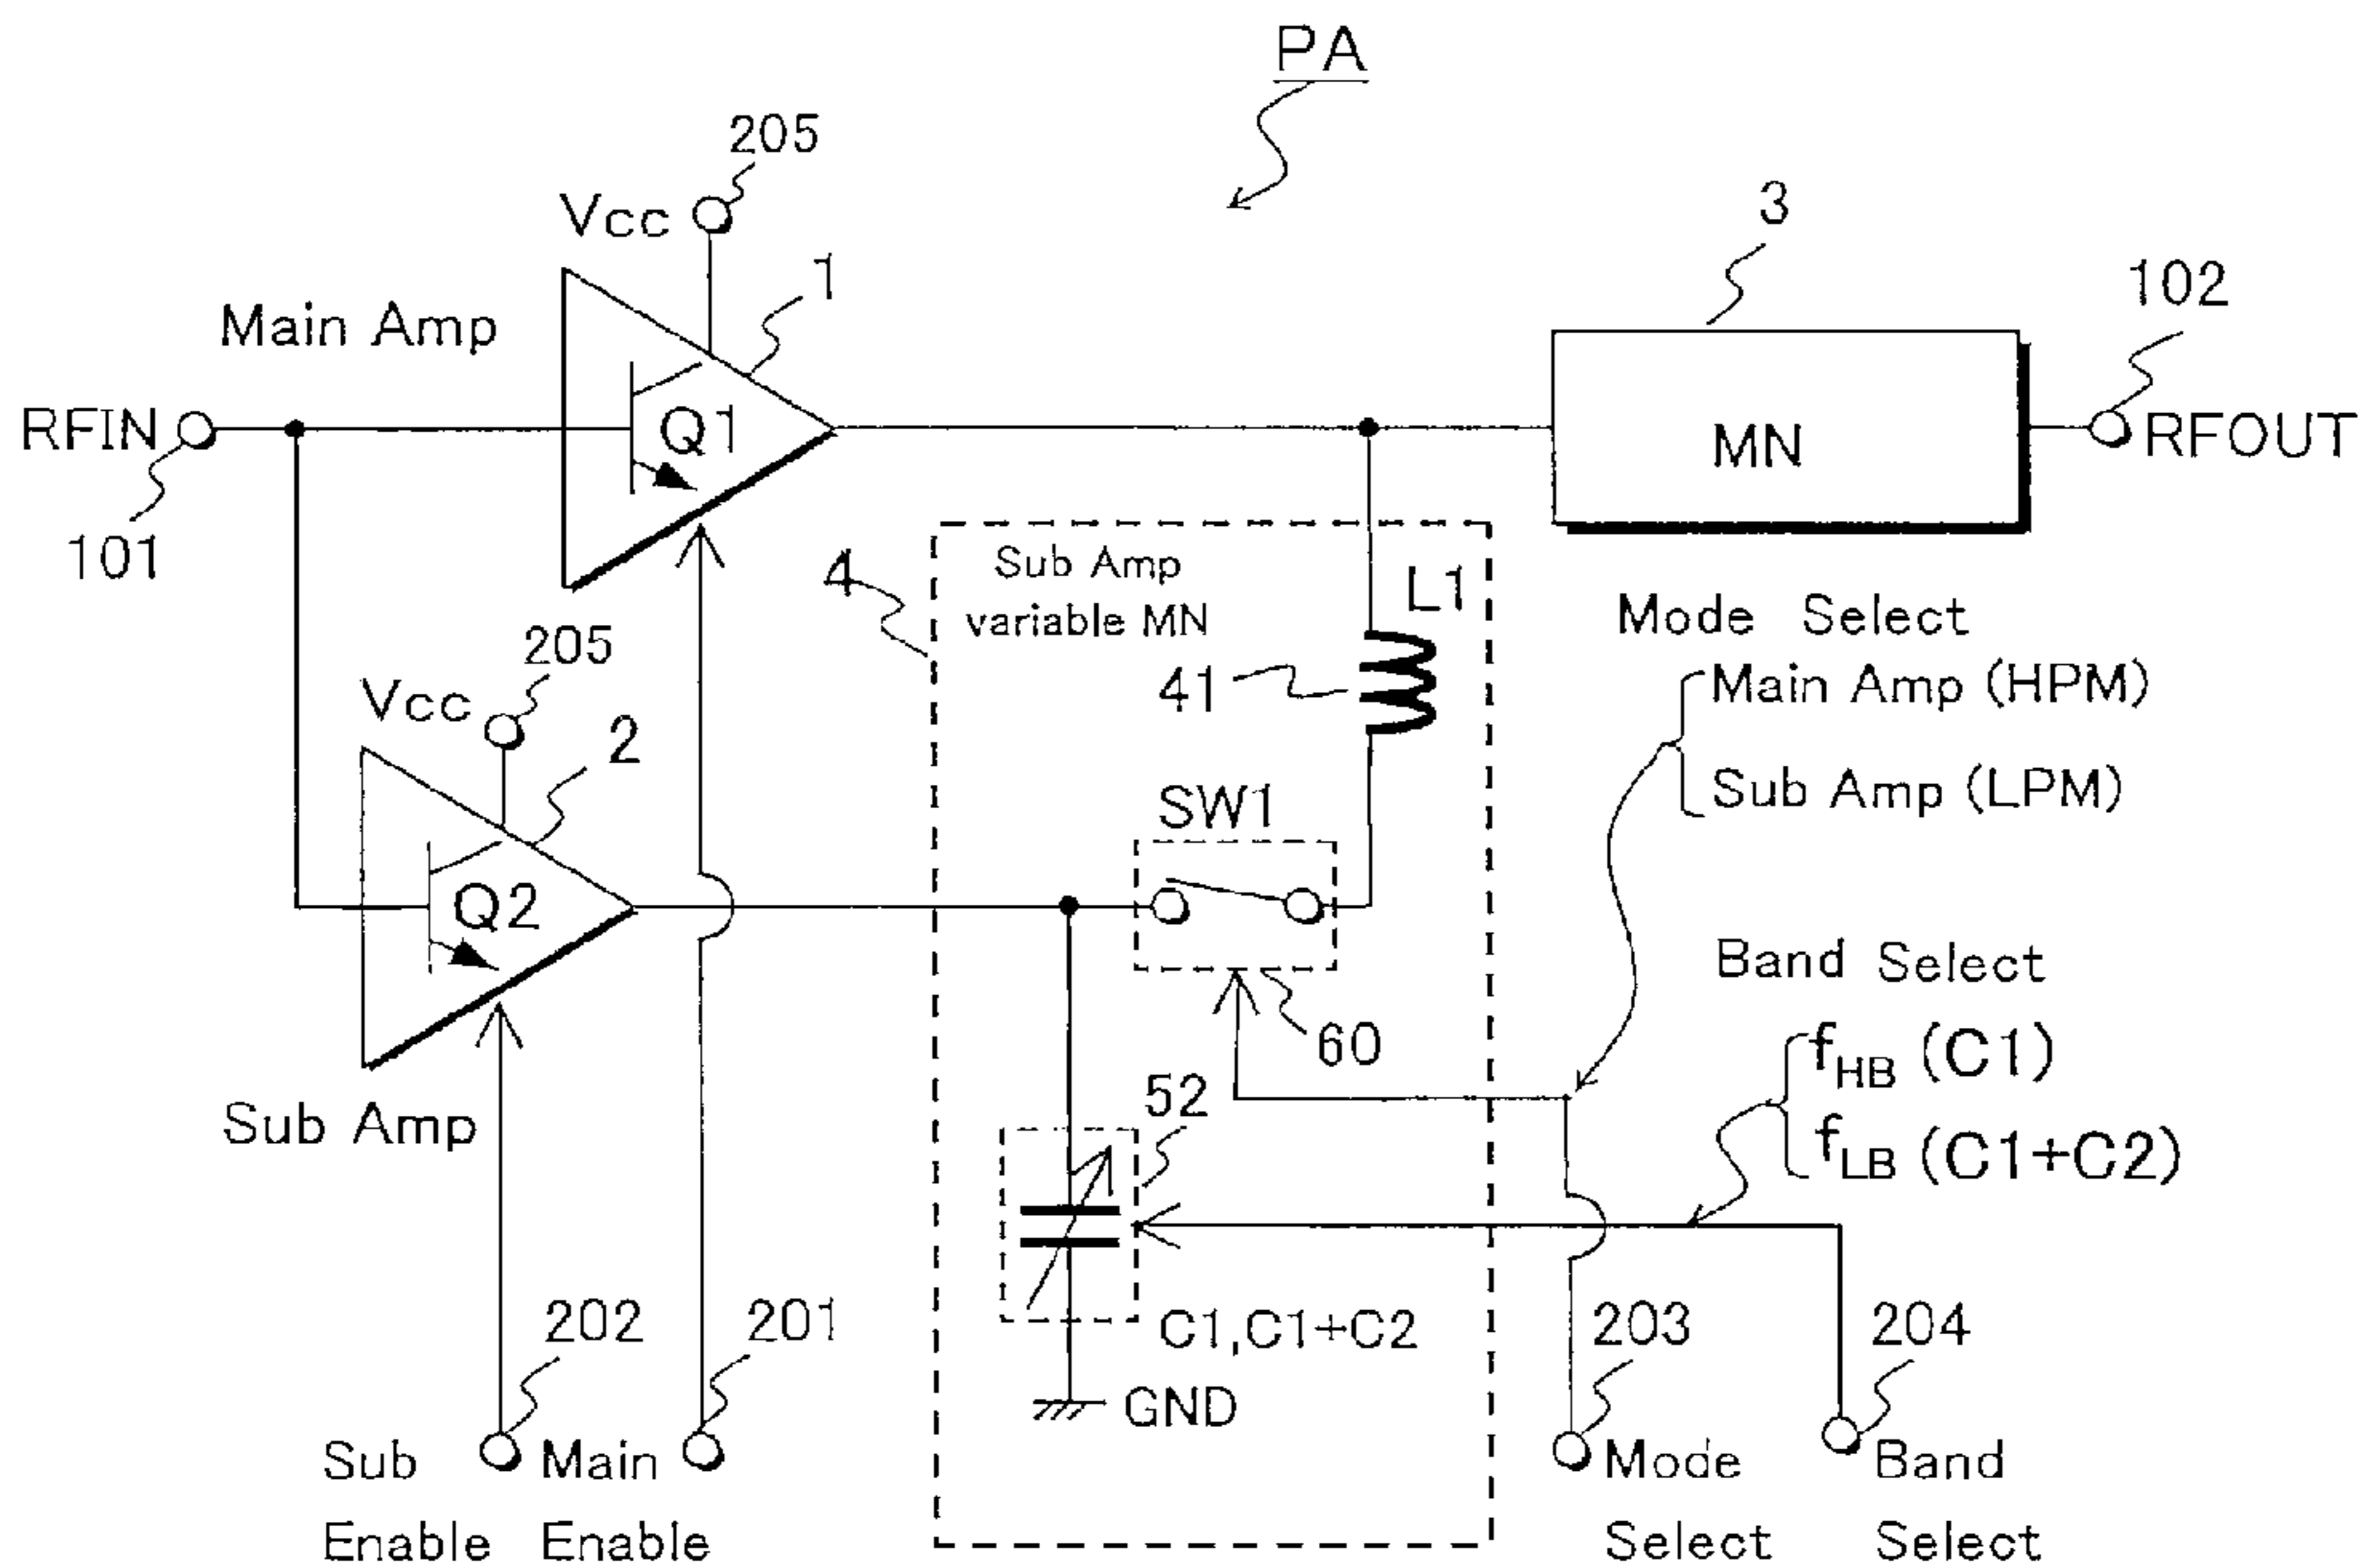 PA
205
Vcc
3
1
102
Main Amp
RFIN
Q1
MN
RFOUT
101
4
Sub Amp
variable MN
L1
Mode Select
205
41
Main Amp (HPM)
Vcc
2
Sub Amp (LPM)
SW1
Q2
Band Select
60
fHB (C1)
52
Sub Amp
fLB (C1+C2)
202
201
C1,C1+C2
203
204
GND
Sub
Enable
Main
Enable
Mode
Select
Band
Select